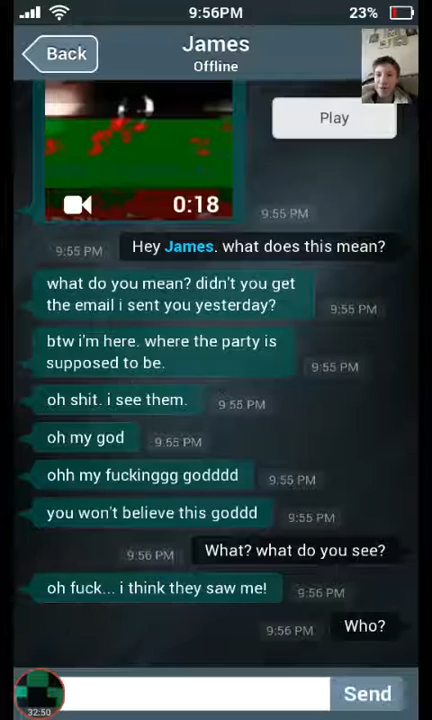 9:56PM
23%
Back
James
Offline
Play
0:18
9:55 PM
Hey James. what does this mean?
9:55 PM
what do you mean? didn't you get
the email i sent you yesterday?
9:55 PM
btw i'm here. where the party is
supposed to be.
9:55 PM
oh shit. i see them.
9:55 PM
oh my god
9:55 PM
ohh my fuckinggg godddd
9:55 PM
you won't believe this goddd
9:55 PM
What? what do you see?
9:56 PM
oh fuck... i think they saw me!
9:56 PM
Who?
9:56 PM
32:50
Send